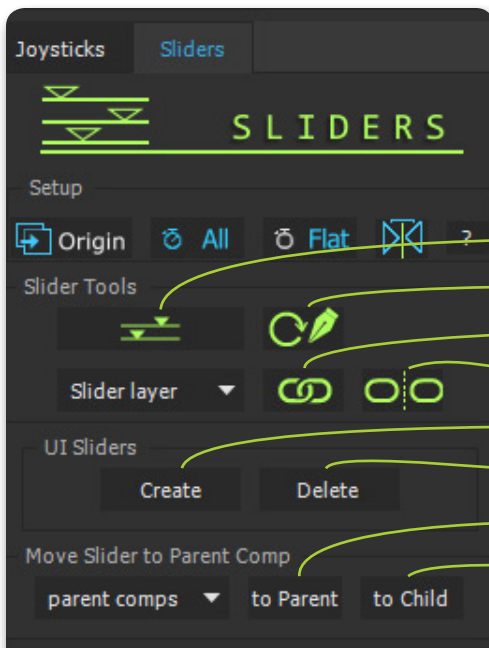 Joysticks Sliders
SLIDERS
Setup
Origin All Flat ?
Slider Tools
Slider layer
UI Sliders
Create Delete
Move Slider to Parent Comp
parent comps to Parent to Child